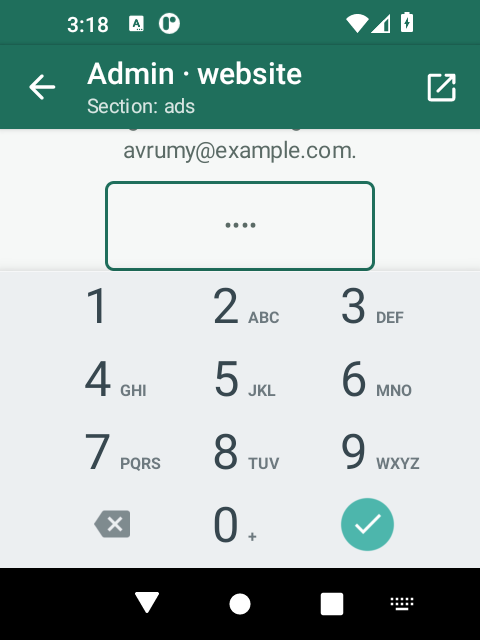 3:18
Admin · website
Section: ads
avrumy@example.com.
••••
1
2 ABC
3 DEF
4 GHI
5 JKL
6 MNO
7 PQRS
8 TUV
9 WXYZ
0 +